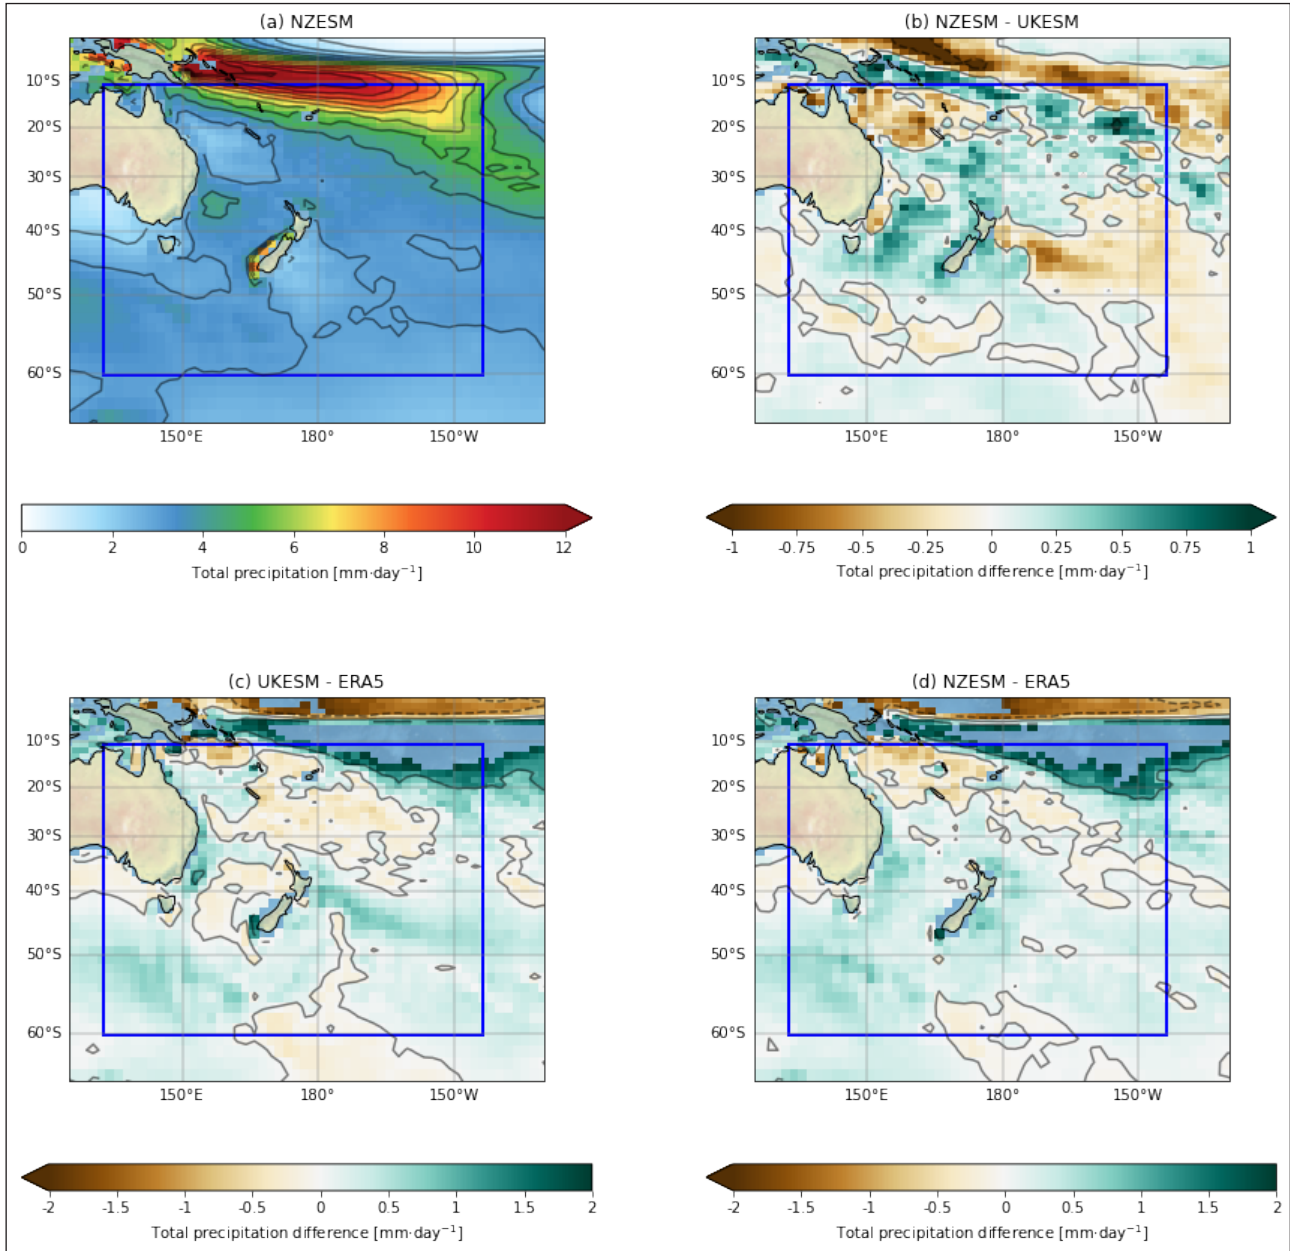 (a) NZESM
(b) NZESM - UKESM
10°S
20°S
30°S
40°S
50°S
60°S
150°E
180°
150°W
10°S
20°S
30°S
40°S
50°S
60°S
150°E
180°
150°W
0 2 4 6 8 10 12
Total precipitation [mm·day⁻¹]
-1 -0.75 -0.5 -0.25 0 0.25 0.5 0.75 1
Total precipitation difference [mm·day⁻¹]
(c) UKESM - ERA5
(d) NZESM - ERA5
10°S
20°S
30°S
40°S
50°S
60°S
150°E
180°
150°W
10°S
20°S
30°S
40°S
50°S
60°S
150°E
180°
150°W
-2 -1.5 -1 -0.5 0 0.5 1 1.5 2
Total precipitation difference [mm·day⁻¹]
-2 -1.5 -1 -0.5 0 0.5 1 1.5 2
Total precipitation difference [mm·day⁻¹]